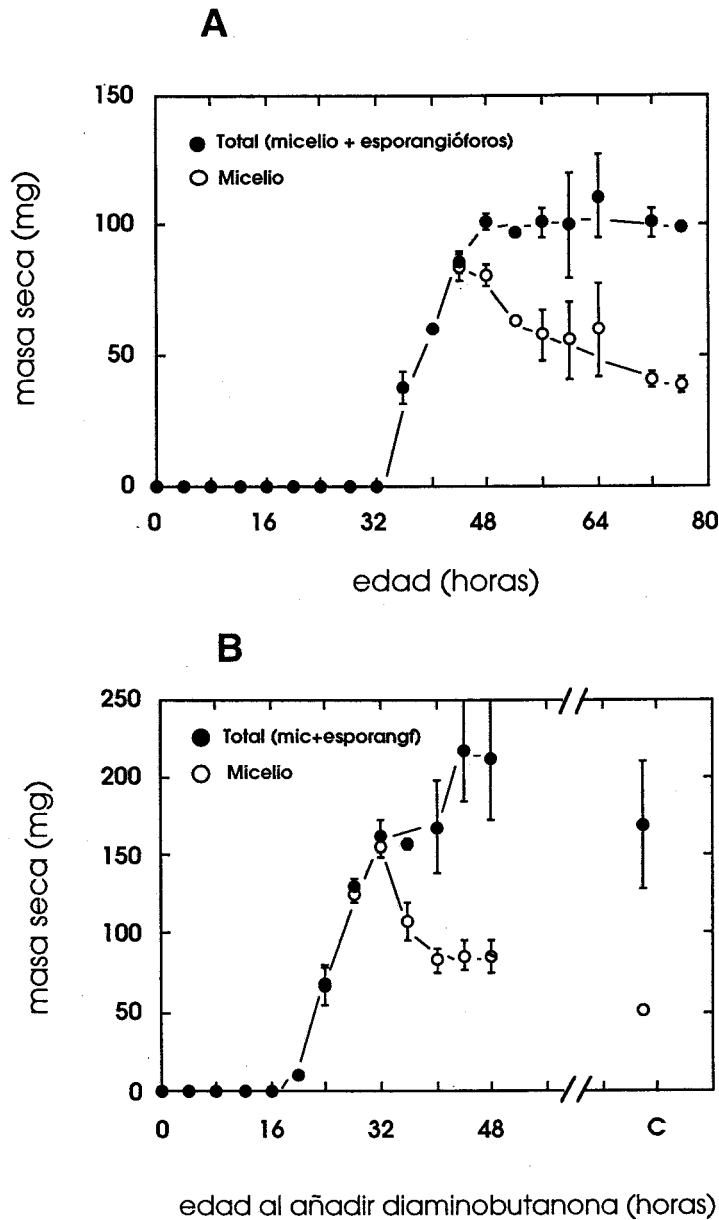 A
150
100
50
0
masa seca (mg)
Total (micelio + esporangióforos)
Micelio
0 16 32 48 64 80
edad (horas)
B
250
200
150
100
50
0
masa seca (mg)
Total (mic+esporangf)
Micelio
0 16 32 48 C
edad al añadir diaminobutanona (horas)